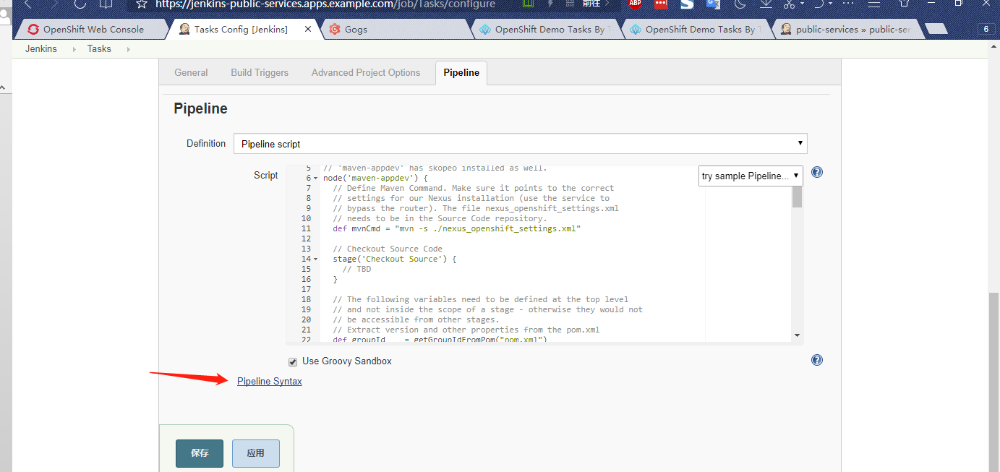 https://jenkins-public-services.apps.example.com/job/Tasks/configure
前往
ABP
OpenShift Web Console
Tasks Config [Jenkins]
Gogs
OpenShift Demo Tasks By
OpenShift Demo Tasks By
public-services » public-ser
6
Jenkins
Tasks
General
Build Triggers
Advanced Project Options
Pipeline
Pipeline
Definition
Pipeline script
Script
try sample Pipeline...
5 // 'maven-appdev' has skopeo installed as well.
6 node('maven-appdev') {
7 // Define Maven Command. Make sure it points to the correct
8 // settings for our Nexus installation (use the service to
9 // bypass the router). The file nexus_openshift_settings.xml
10 // needs to be in the Source Code repository.
11 def mvnCmd = "mvn -s ./nexus_openshift_settings.xml"
12
13 // Checkout Source Code
14 stage('Checkout Source') {
15 // TBD
16 }
17
18 // The following variables need to be defined at the top level
19 // and not inside the scope of a stage - otherwise they would not
20 // be accessible from other stages.
21 // Extract version and other properties from the pom.xml
22 def groupId = getGroupIdFromPom("pom.xml")
Use Groovy Sandbox
Pipeline Syntax
保存
应用